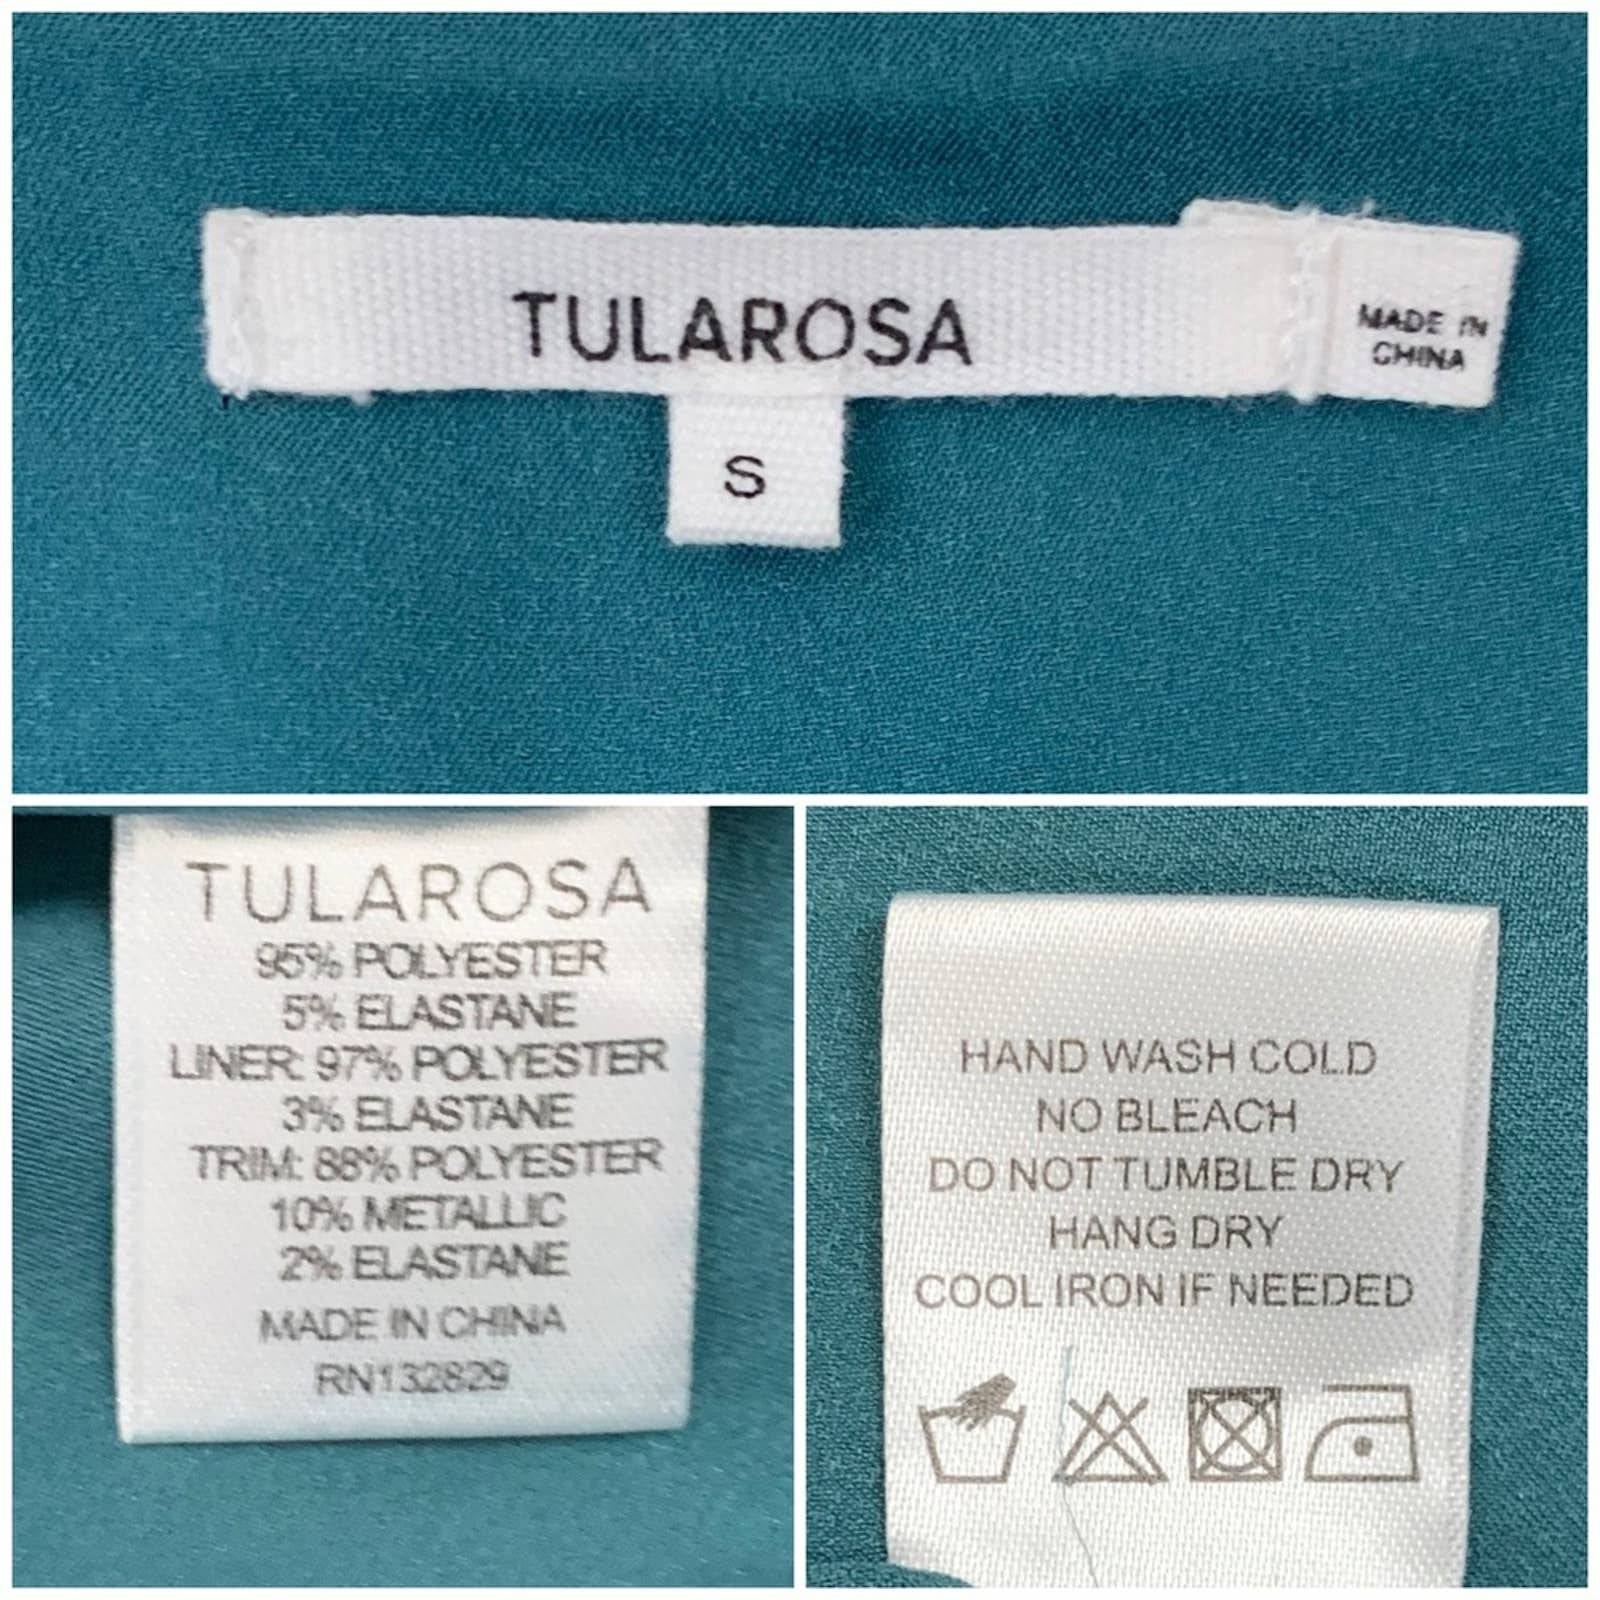 TULAROSA
MADE IN
CHINA
S
TULAROSA
95% POLYESTER
5% ELASTANE
LINER: 97% POLYESTER
3% ELASTANE
TRIM: 88% POLYESTER
10% METALLIC
2% ELASTANE
MADE IN CHINA
RN132829
HAND WASH COLD
NO BLEACH
DO NOT TUMBLE DRY
HANG DRY
COOL IRON IF NEEDED